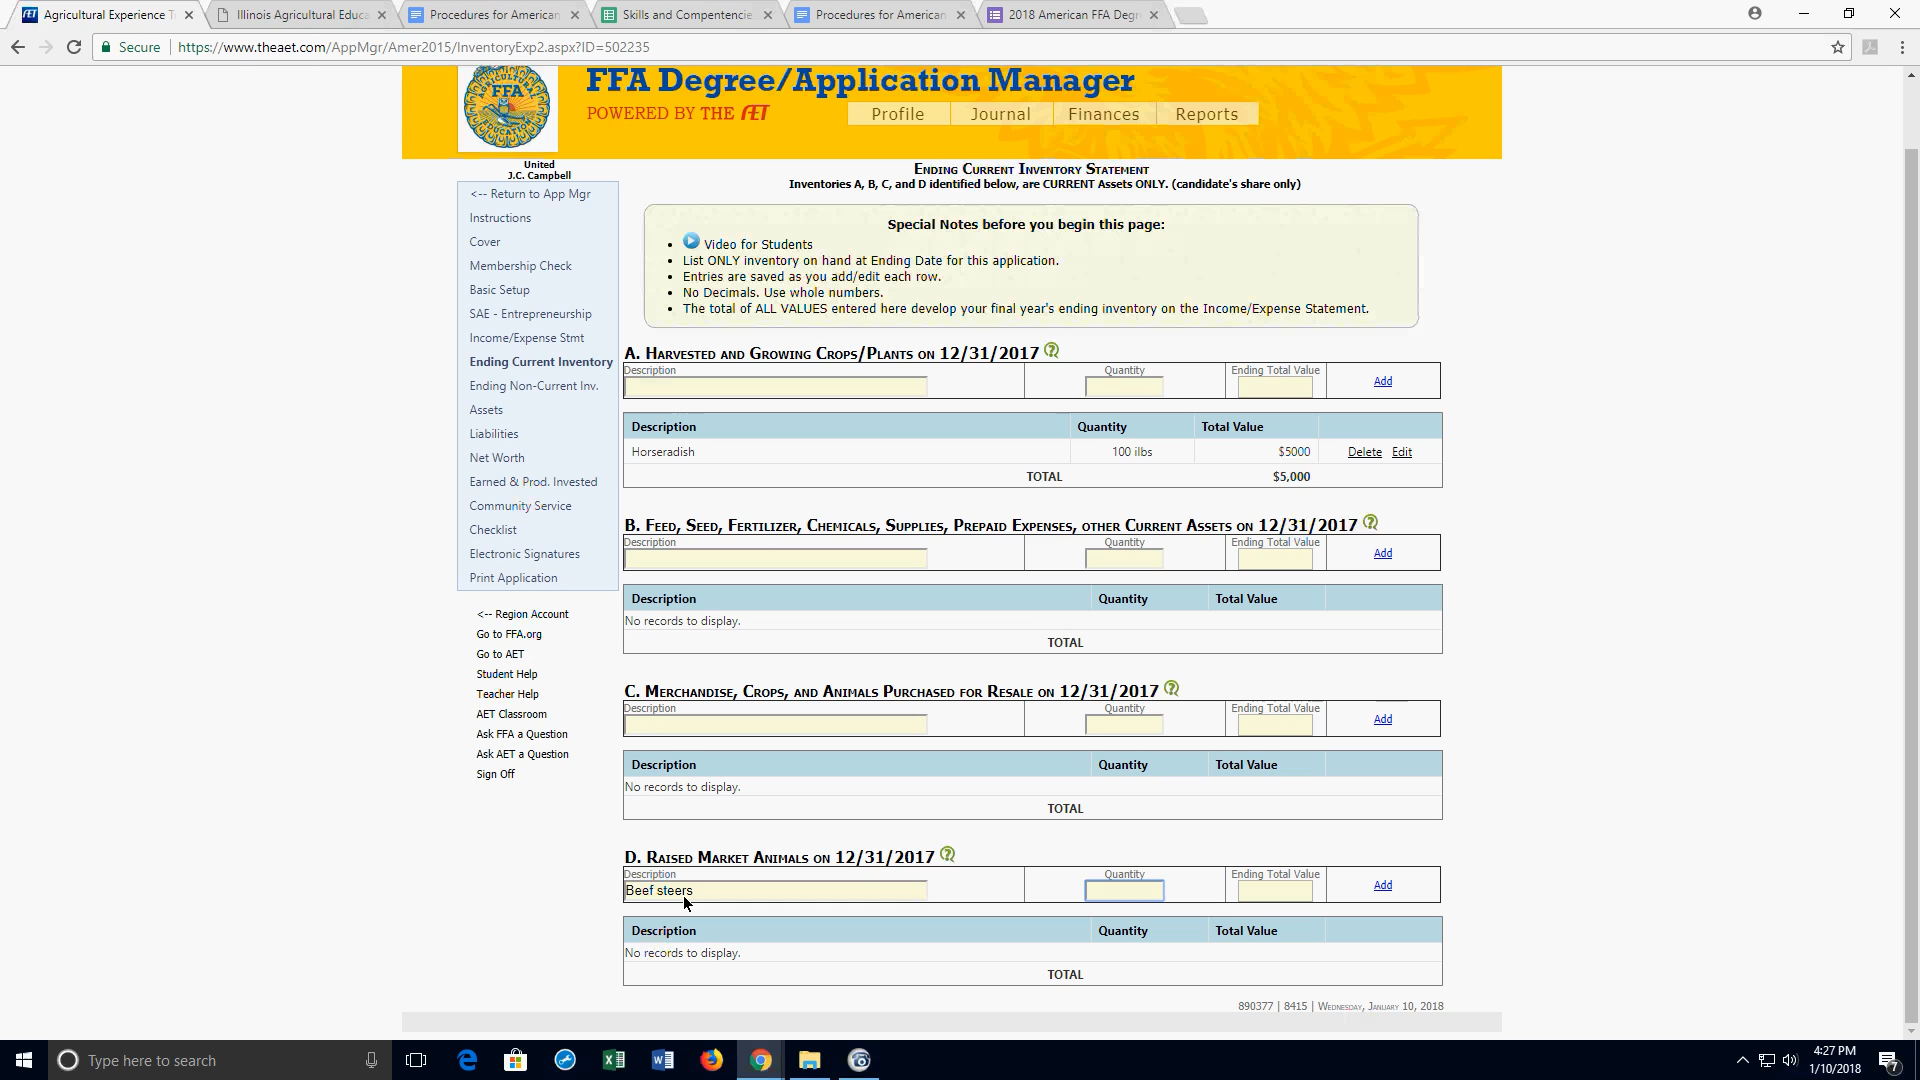 Agricultural Experience T
Illinois Agricultural Educa
Procedures for American
Skills and Competencie
Procedures for American
2018 American FFA Degr
Secure
https://www.theaet.com/AppMgr/Amer2015/InventoryExp2.aspx?ID=502235
AGRICULTURAL
FFA
EDUCATION
FFA Degree/Application Manager
POWERED BY THE AET
Profile
Journal
Finances
Reports
United
J.C. Campbell
<-- Return to App Mgr
Instructions
Cover
Membership Check
Basic Setup
SAE - Entrepreneurship
Income/Expense Stmt
Ending Current Inventory
Ending Non-Current Inv.
Assets
Liabilities
Net Worth
Earned & Prod. Invested
Community Service
Checklist
Electronic Signatures
Print Application
<-- Region Account
Go to FFA.org
Go to AET
Student Help
Teacher Help
AET Classroom
Ask FFA a Question
Ask AET a Question
Sign Off
Ending Current Inventory Statement
Inventories A, B, C, and D identified below, are CURRENT Assets ONLY. (candidate's share only)
Special Notes before you begin this page:
Video for Students
List ONLY inventory on hand at Ending Date for this application.
Entries are saved as you add/edit each row.
No Decimals. Use whole numbers.
The total of ALL VALUES entered here develop your final year's ending inventory on the Income/Expense Statement.
A. Harvested and Growing Crops/Plants on 12/31/2017
Description Quantity Ending Total Value Add
Description Quantity Total Value
Horseradish 100 ilbs $5000 Delete Edit
TOTAL $5,000
B. Feed, Seed, Fertilizer, Chemicals, Supplies, Prepaid Expenses, other Current Assets on 12/31/2017
Description Quantity Ending Total Value Add
Description Quantity Total Value
No records to display.
TOTAL
C. Merchandise, Crops, and Animals Purchased for Resale on 12/31/2017
Description Quantity Ending Total Value Add
Description Quantity Total Value
No records to display.
TOTAL
D. Raised Market Animals on 12/31/2017
Description Quantity Ending Total Value Add
Beef steers
Description Quantity Total Value
No records to display.
TOTAL
890377 | 8415 | Wednesday, January 10, 2018
Type here to search
4:27 PM
1/10/2018
7